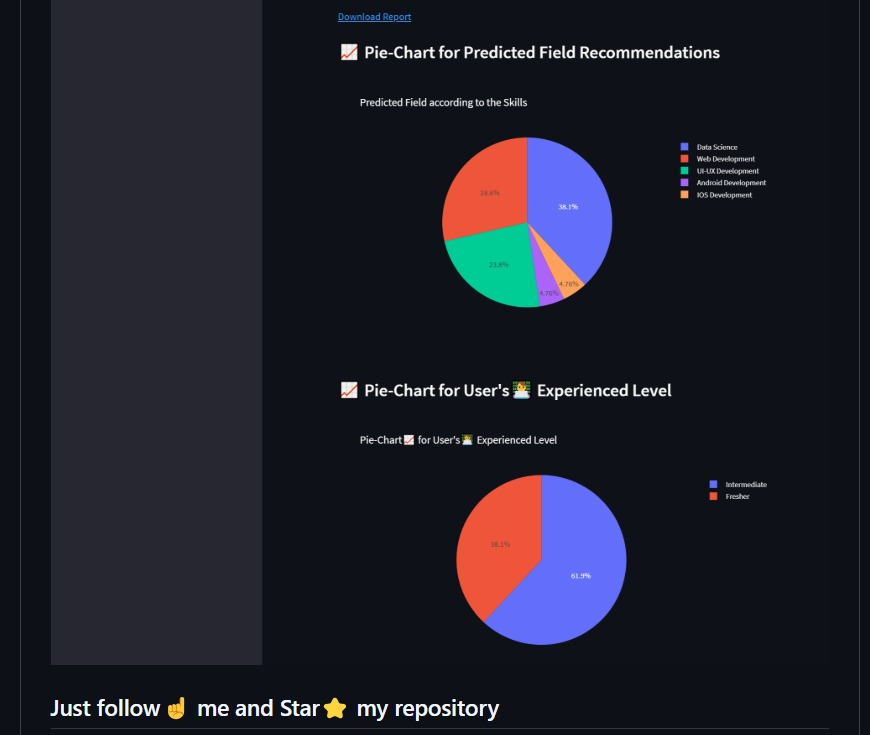 Download Report
📈 Pie-Chart for Predicted Field Recommendations
Predicted Field according to the Skills
Data Science
Web Development
UI-UX Development
Android Development
IOS Development
28.6%
38.1%
23.8%
4.76%
4.76%
📈 Pie-Chart for User's 👨‍💻 Experienced Level
Pie-Chart 📈 for User's 👨‍💻 Experienced Level
Intermediate
Fresher
38.1%
61.9%
Just follow ☝ me and Star ⭐ my repository